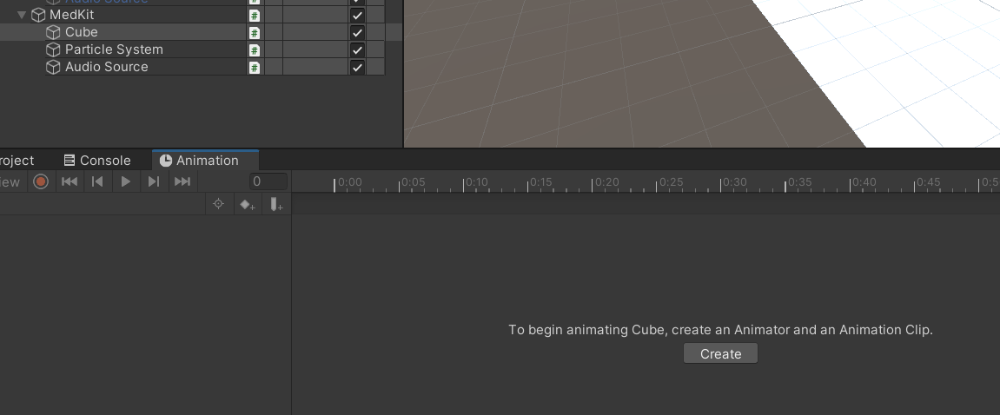 Audio Source
MedKit
Cube
Particle System
Audio Source
roject Console Animation
iew 0 0:00 0:05 0:10 0:15 0:20 0:25 0:30 0:35 0:40 0:45 0:5
To begin animating Cube, create an Animator and an Animation Clip.
Create